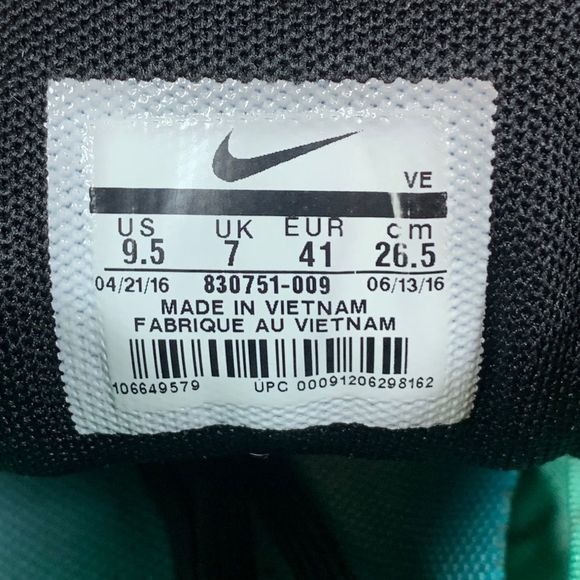 VE
US UK EUR cm
9.5 7 41 26.5
04/21/16 830751-009 06/13/16
MADE IN VIETNAM
FABRIQUE AU VIETNAM
106649579 UPC 00091206298162